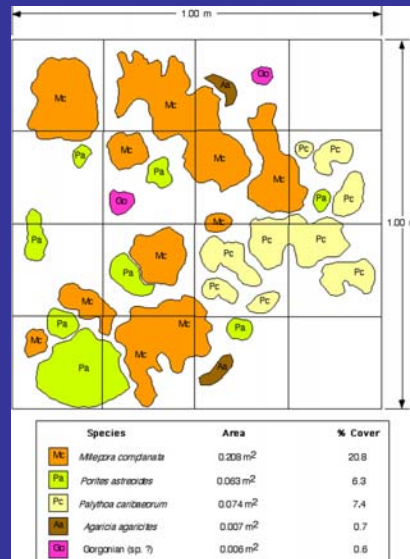 1.00 m
Mc
Mc
Aa
Go
Pa
Mc
Pa
Mc
Mc
Pc
Pc
Go
Pa
Pc
Pa
Mc
Mc
Pc
Pc
Pc
Pa
Pc
Pc
Mc
Pc
Pa
Mc
Mc
Pa
Mc
Pa
Aa
1.00 m
Species Area % Cover
Mc Millepora complanata 0.208 m² 20.8
Pa Porites astreoides 0.063 m² 6.3
Pc Palythoa caribaeorum 0.074 m² 7.4
Aa Agaricia agaricites 0.007 m² 0.7
Go Gorgonian (sp. ?) 0.006 m² 0.6